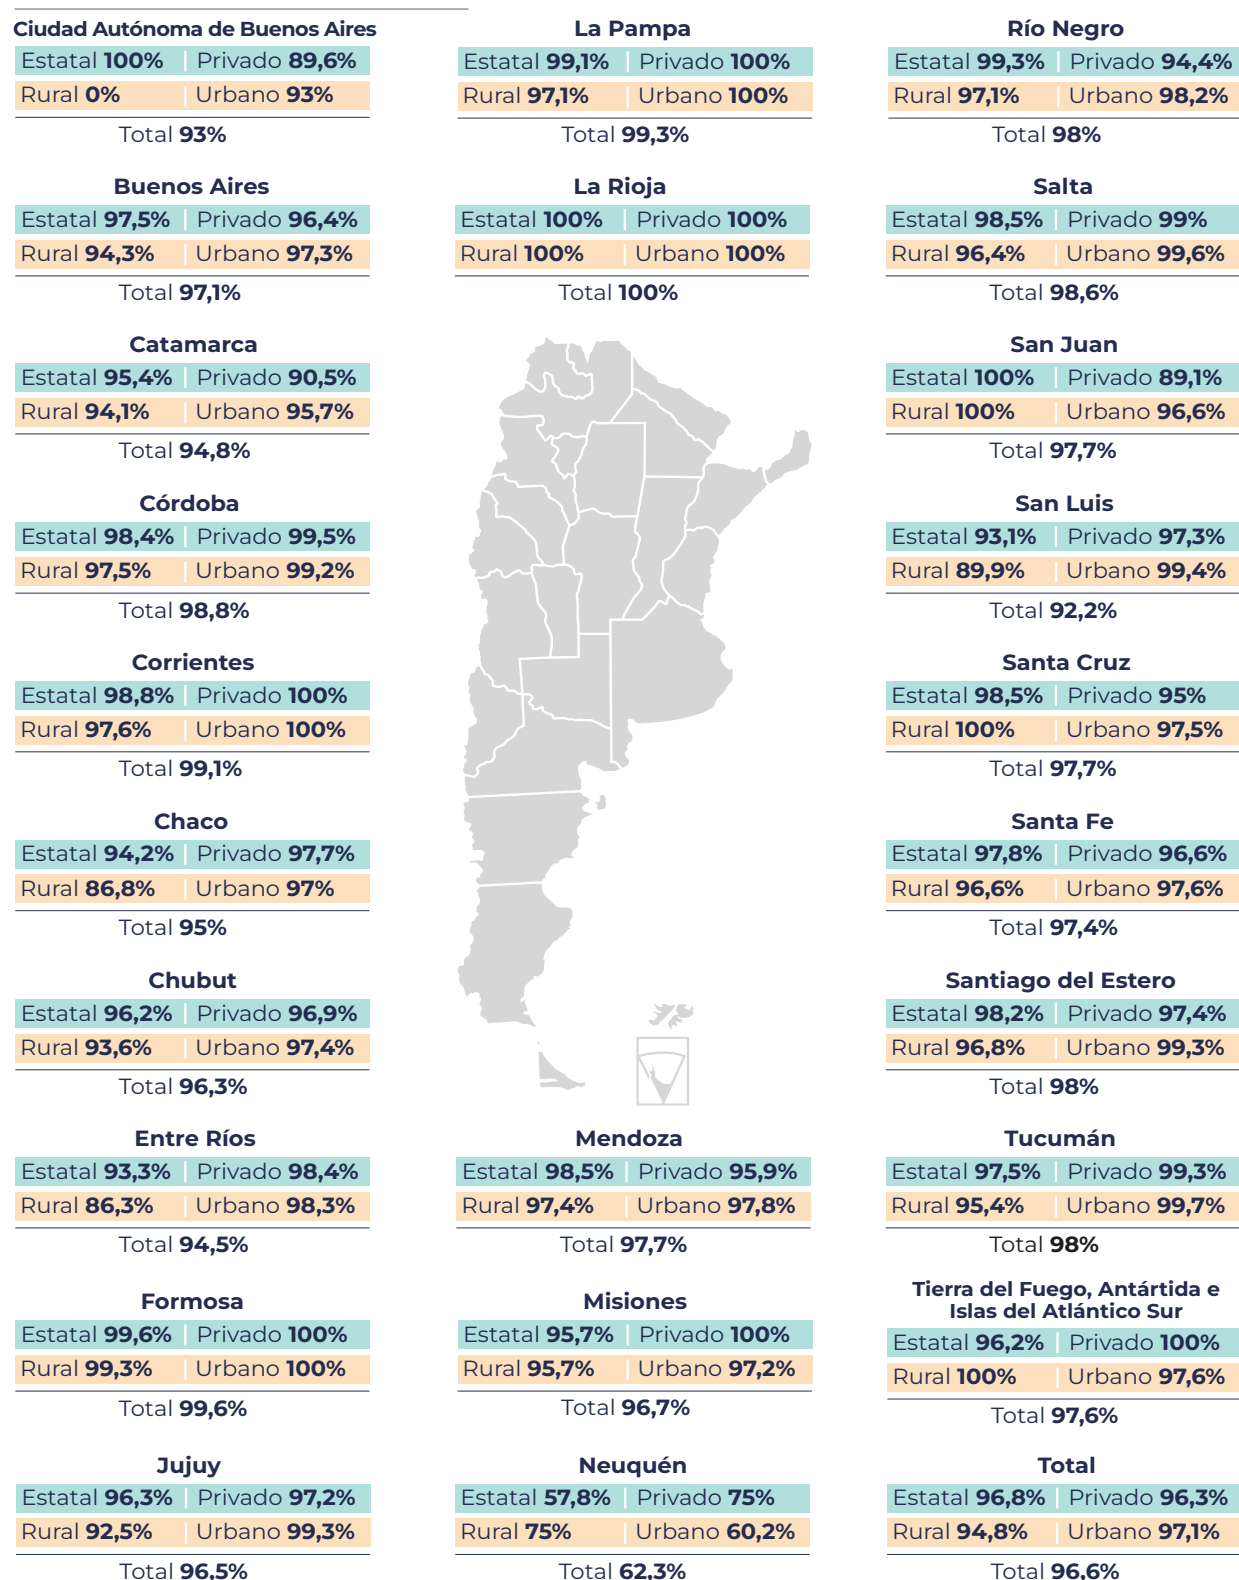 Ciudad Autónoma de Buenos Aires
Estatal 100% Privado 89,6%
Rural 0% Urbano 93%
Total 93%
Buenos Aires
Estatal 97,5% Privado 96,4%
Rural 94,3% Urbano 97,3%
Total 97,1%
Catamarca
Estatal 95,4% Privado 90,5%
Rural 94,1% Urbano 95,7%
Total 94,8%
Córdoba
Estatal 98,4% Privado 99,5%
Rural 97,5% Urbano 99,2%
Total 98,8%
Corrientes
Estatal 98,8% Privado 100%
Rural 97,6% Urbano 100%
Total 99,1%
Chaco
Estatal 94,2% Privado 97,7%
Rural 86,8% Urbano 97%
Total 95%
Chubut
Estatal 96,2% Privado 96,9%
Rural 93,6% Urbano 97,4%
Total 96,3%
Entre Ríos
Estatal 93,3% Privado 98,4%
Rural 86,3% Urbano 98,3%
Total 94,5%
Formosa
Estatal 99,6% Privado 100%
Rural 99,3% Urbano 100%
Total 99,6%
Jujuy
Estatal 96,3% Privado 97,2%
Rural 92,5% Urbano 99,3%
Total 96,5%
La Pampa
Estatal 99,1% Privado 100%
Rural 97,1% Urbano 100%
Total 99,3%
La Rioja
Estatal 100% Privado 100%
Rural 100% Urbano 100%
Total 100%
Mendoza
Estatal 98,5% Privado 95,9%
Rural 97,4% Urbano 97,8%
Total 97,7%
Misiones
Estatal 95,7% Privado 100%
Rural 95,7% Urbano 97,2%
Total 96,7%
Neuquén
Estatal 57,8% Privado 75%
Rural 75% Urbano 60,2%
Total 62,3%
Río Negro
Estatal 99,3% Privado 94,4%
Rural 97,1% Urbano 98,2%
Total 98%
Salta
Estatal 98,5% Privado 99%
Rural 96,4% Urbano 99,6%
Total 98,6%
San Juan
Estatal 100% Privado 89,1%
Rural 100% Urbano 96,6%
Total 97,7%
San Luis
Estatal 93,1% Privado 97,3%
Rural 89,9% Urbano 99,4%
Total 92,2%
Santa Cruz
Estatal 98,5% Privado 95%
Rural 100% Urbano 97,5%
Total 97,7%
Santa Fe
Estatal 97,8% Privado 96,6%
Rural 96,6% Urbano 97,6%
Total 97,4%
Santiago del Estero
Estatal 98,2% Privado 97,4%
Rural 96,8% Urbano 99,3%
Total 98%
Tucumán
Estatal 97,5% Privado 99,3%
Rural 95,4% Urbano 99,7%
Total 98%
Tierra del Fuego, Antártida e
Islas del Atlántico Sur
Estatal 96,2% Privado 100%
Rural 100% Urbano 97,6%
Total 97,6%
Total
Estatal 96,8% Privado 96,3%
Rural 94,8% Urbano 97,1%
Total 96,6%